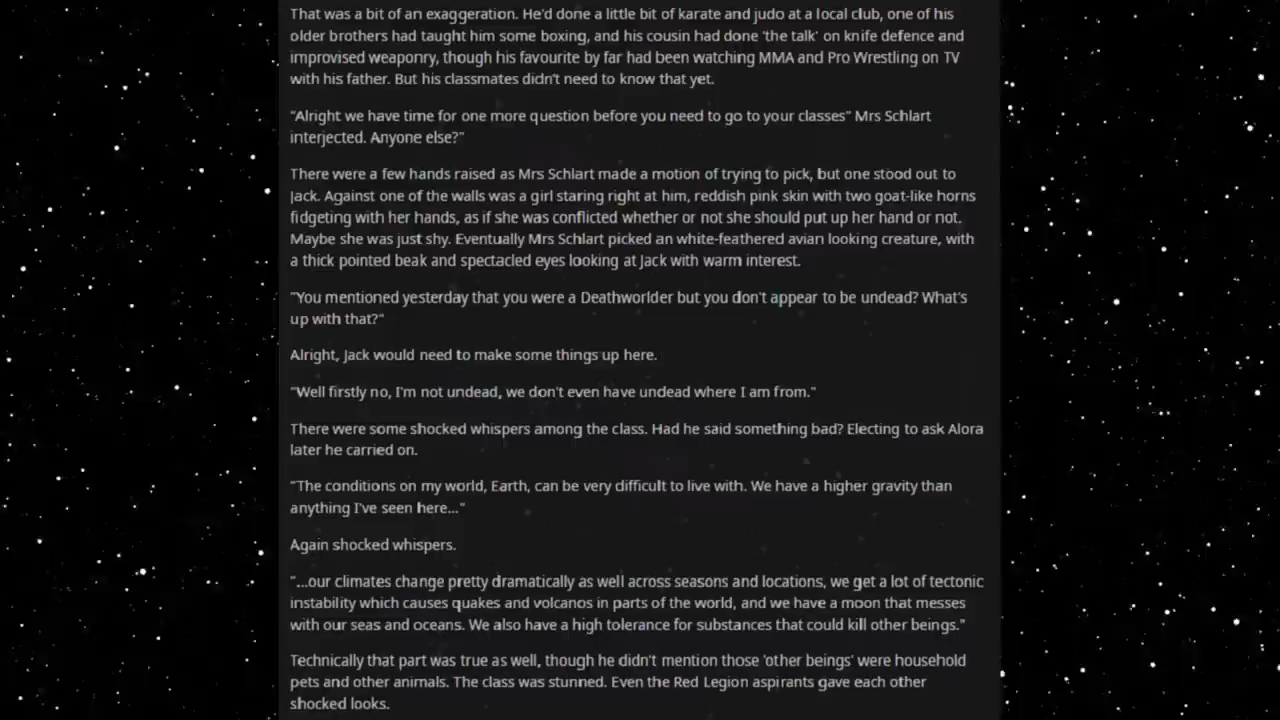 That was a bit of an exaggeration. He'd done a little bit of karate and judo at a local club, one of his
older brothers had taught him some boxing, and his cousin had done 'the talk' on knife defence and
improvised weaponry, though his favourite by far had been watching MMA and Pro Wrestling on TV
with his father. But his classmates didn't need to know that yet.
"Alright we have time for one more question before you need to go to your classes" Mrs Schlart
interjected. Anyone else?"
There were a few hands raised as Mrs Schlart made a motion of trying to pick, but one stood out to
Jack. Against one of the walls was a girl staring right at him, reddish pink skin with two goat-like horns
fidgeting with her hands, as if she was conflicted whether or not she should put up her hand or not.
Maybe she was just shy. Eventually Mrs Schlart picked an white-feathered avian looking creature, with
a thick pointed beak and spectacled eyes looking at Jack with warm interest.
"You mentioned yesterday that you were a Deathworlder but you don't appear to be undead? What's
up with that?"
Alright, Jack would need to make some things up here.
"Well firstly no, I'm not undead, we don't even have undead where I am from."
There were some shocked whispers among the class. Had he said something bad? Electing to ask Alora
later he carried on.
"The conditions on my world, Earth, can be very difficult to live with. We have a higher gravity than
anything I've seen here..."
Again shocked whispers.
"...our climates change pretty dramatically as well across seasons and locations, we get a lot of tectonic
instability which causes quakes and volcanos in parts of the world, and we have a moon that messes
with our seas and oceans. We also have a high tolerance for substances that could kill other beings."
Technically that part was true as well, though he didn't mention those 'other beings' were household
pets and other animals. The class was stunned. Even the Red Legion aspirants gave each other
shocked looks.